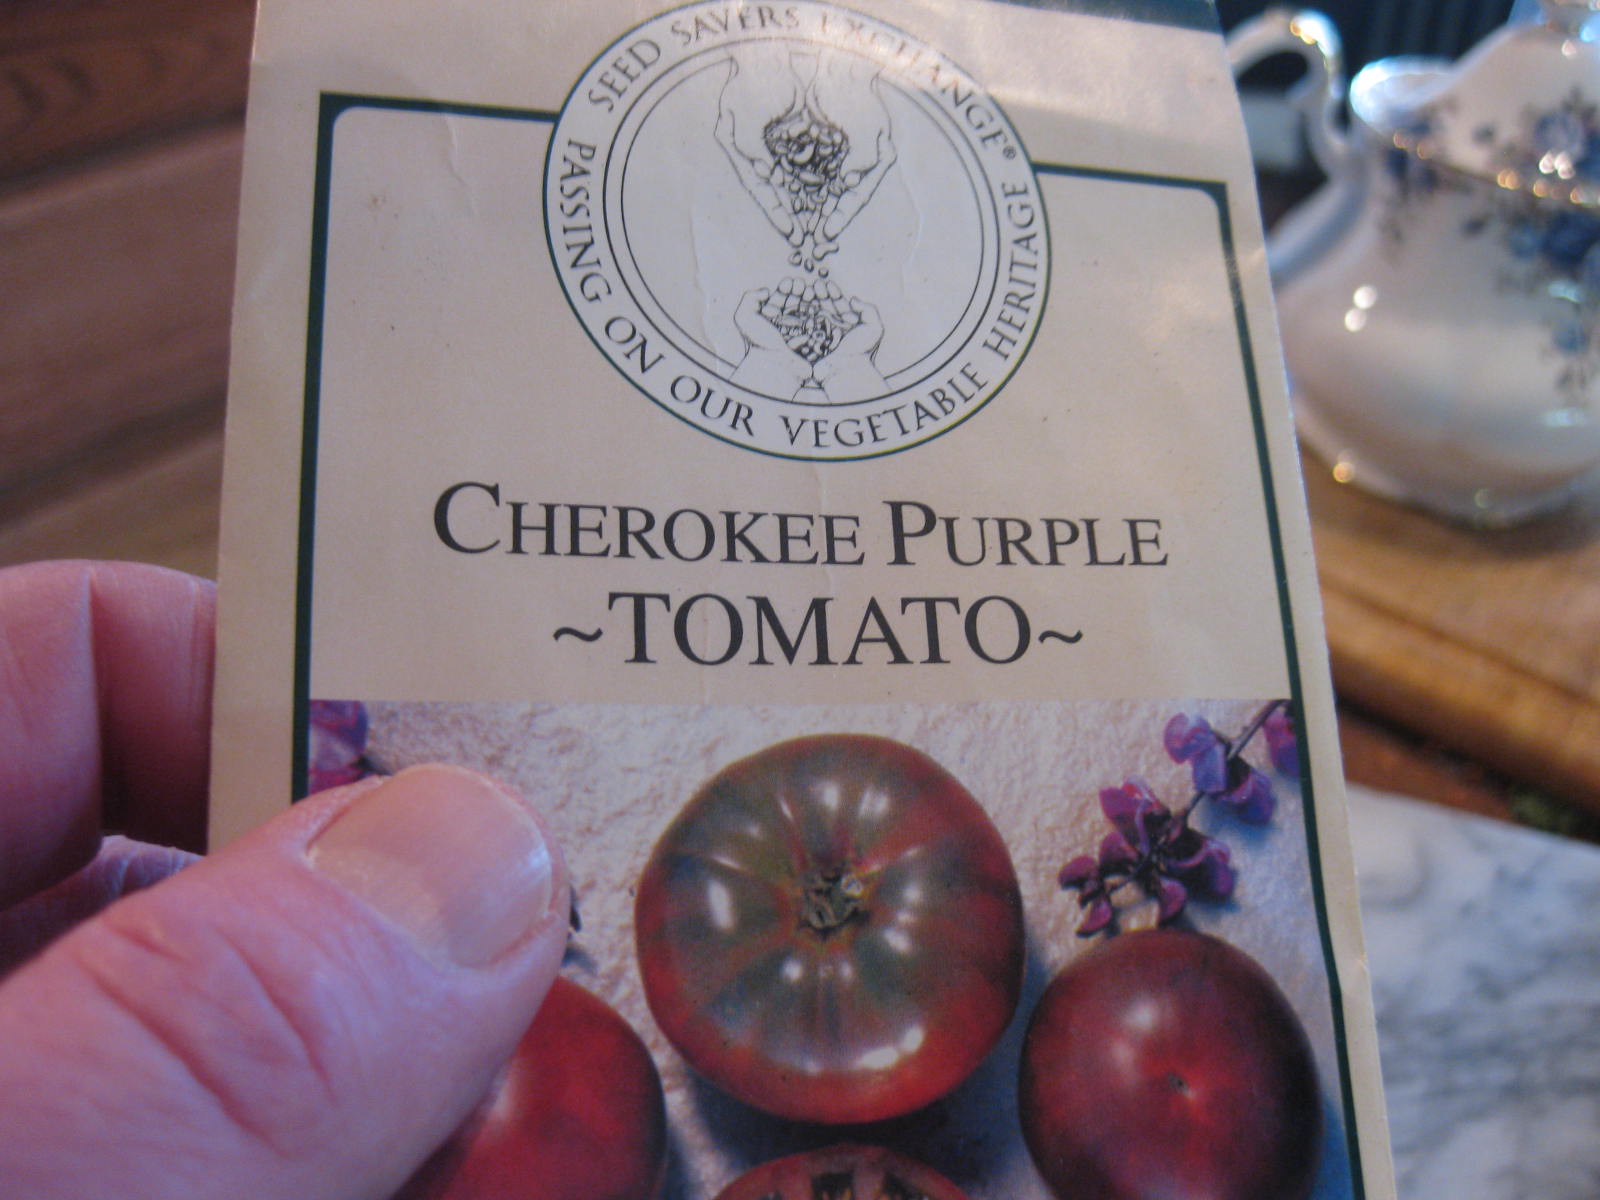 SEED SAVERS EXCHANGE®
PASSING ON OUR VEGETABLE HERITAGE
CHEROKEE PURPLE
~TOMATO~